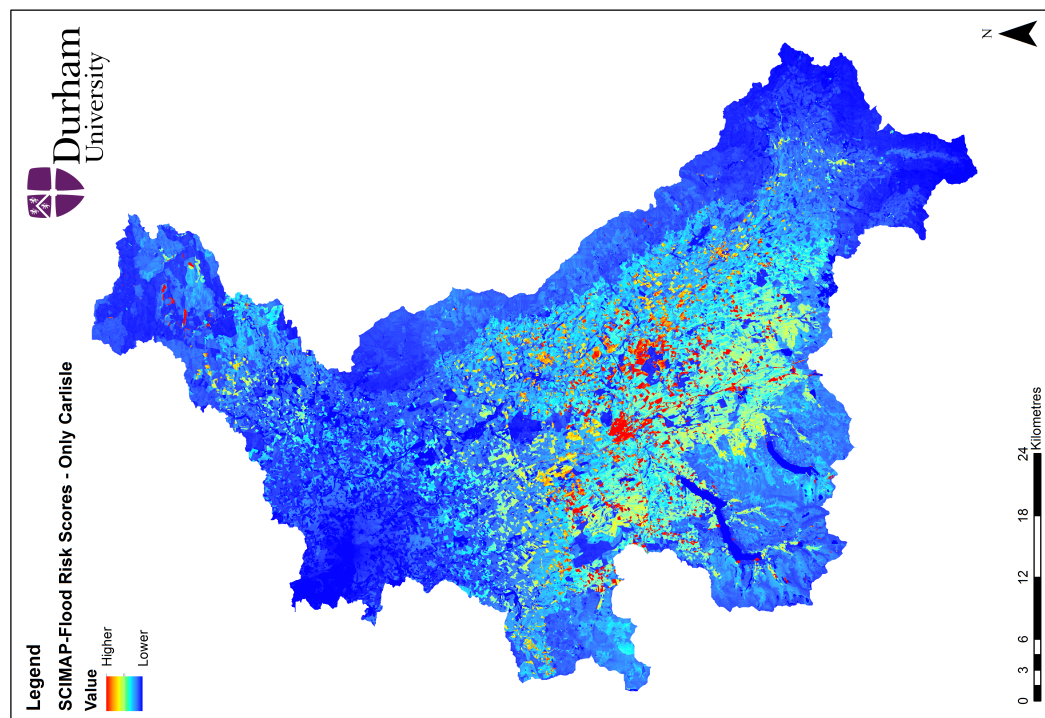 Durham
University
Legend
SCIMAP-Flood Risk Scores - Only Carlisle
Value
Higher
Lower
N
0 3 6 12 18 24
Kilometres